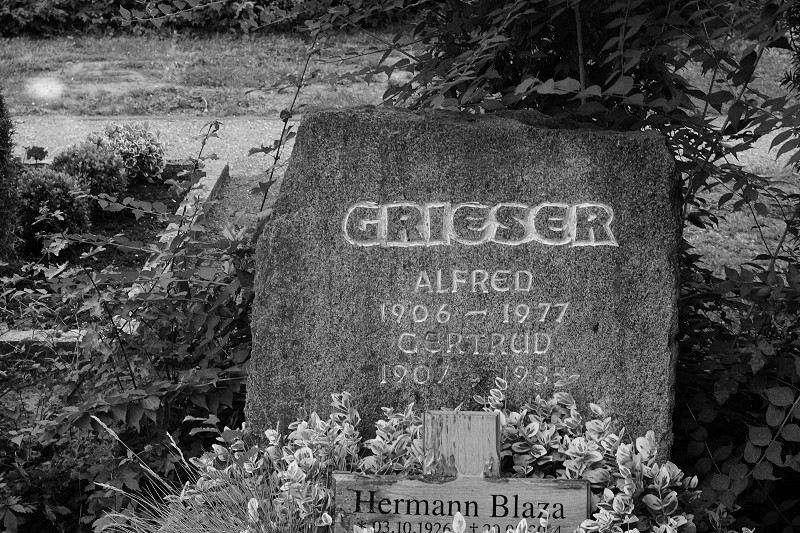 GRIESER
ALFRED
1906 – 1977
GERTRUD
1907
Hermann Blaza
* 03.10.1926 †